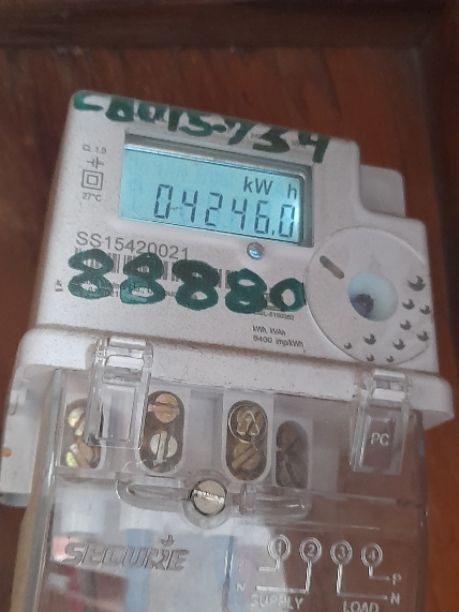 CB015-734
kW h
04246.0
SS15420021
88880
kWh, kVAh
6400 imp/kWh
PC
SECURE
1 2 3 4
P
N
N
SUPPLY
LOAD